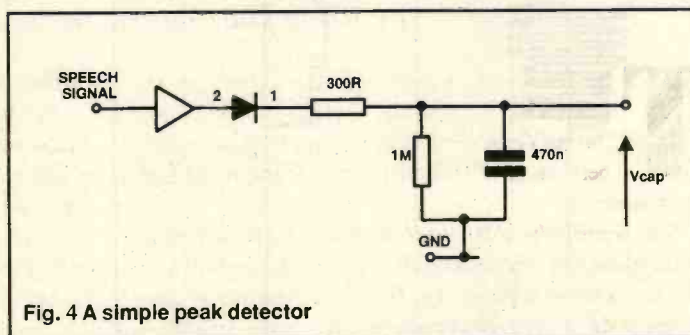 SPEECH
SIGNAL
2
1
300R
1M
470n
Vcap
GND
Fig. 4 A simple peak detector